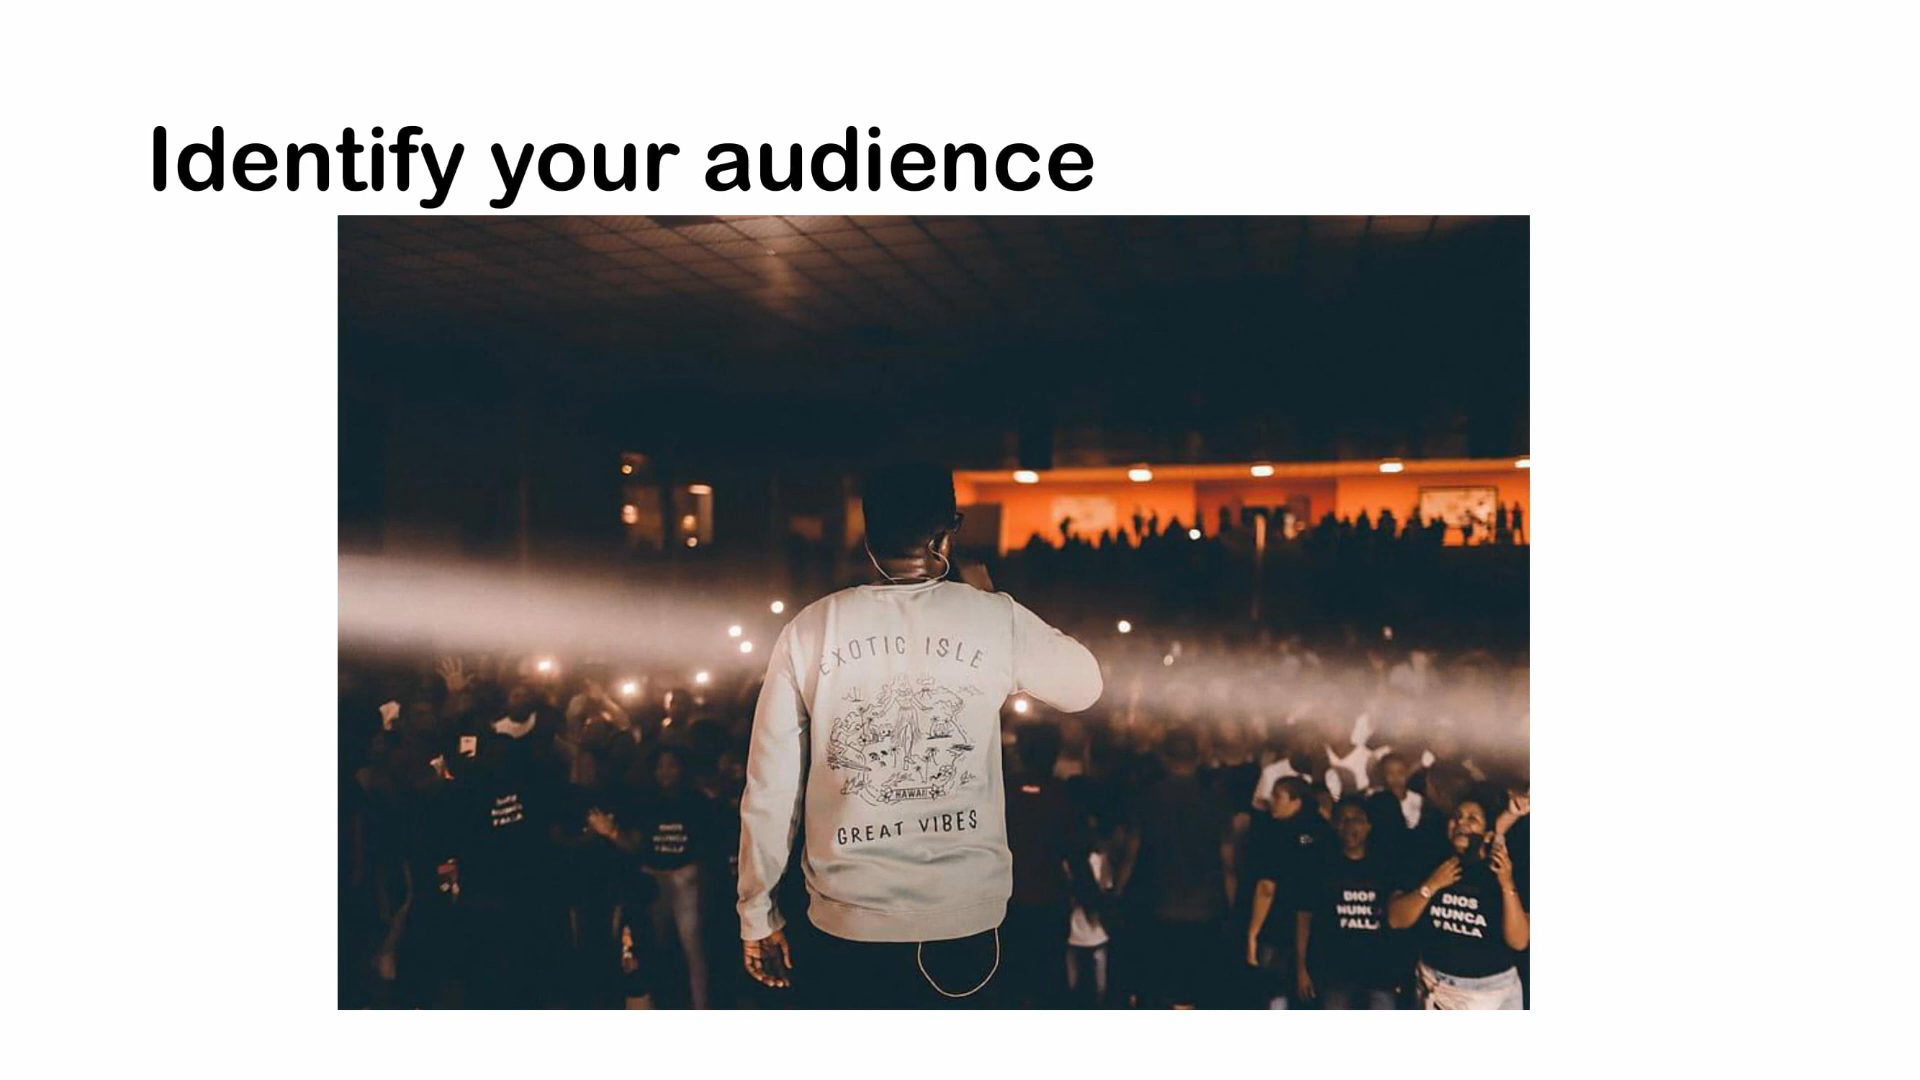 Identify your audience
EXOTIC ISLE
HAWAII
GREAT VIBES
DIOS
NUNCA
FALLA
DIOS
NUNCA
FALLA